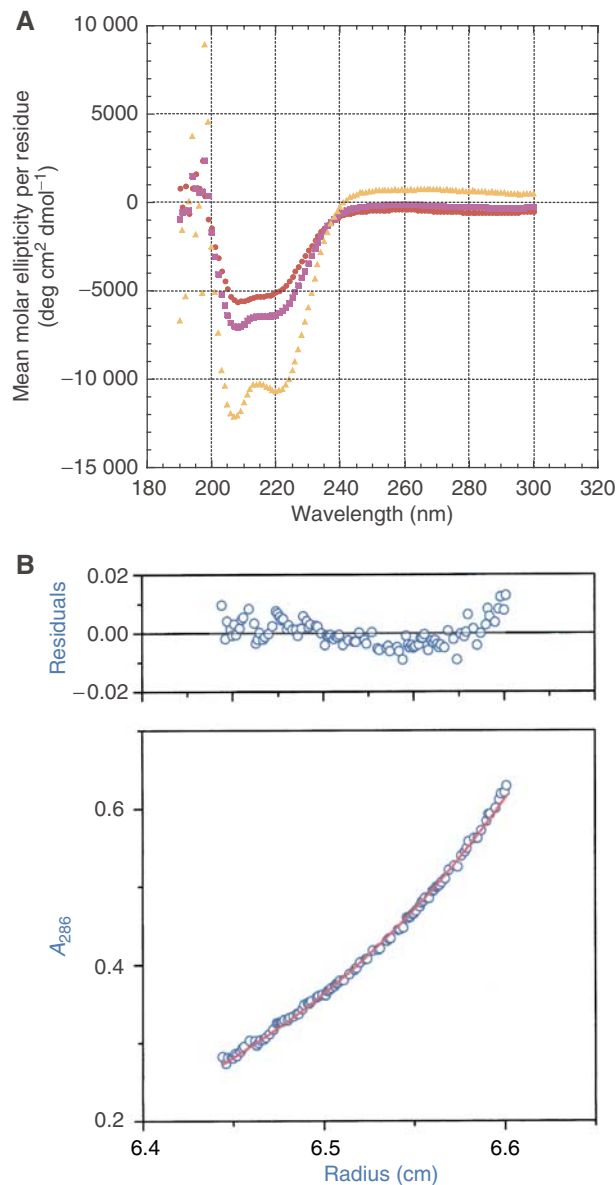 A
Mean molar ellipticity per residue
(deg cm² dmol⁻¹)
10 000
5000
0
−5000
−10 000
−15 000
180 200 220 240 260 280 300 320
Wavelength (nm)
B
Residuals
0.02
0.00
−0.02
A₂₈₆
0.6
0.4
0.2
6.4 6.5 6.6
Radius (cm)